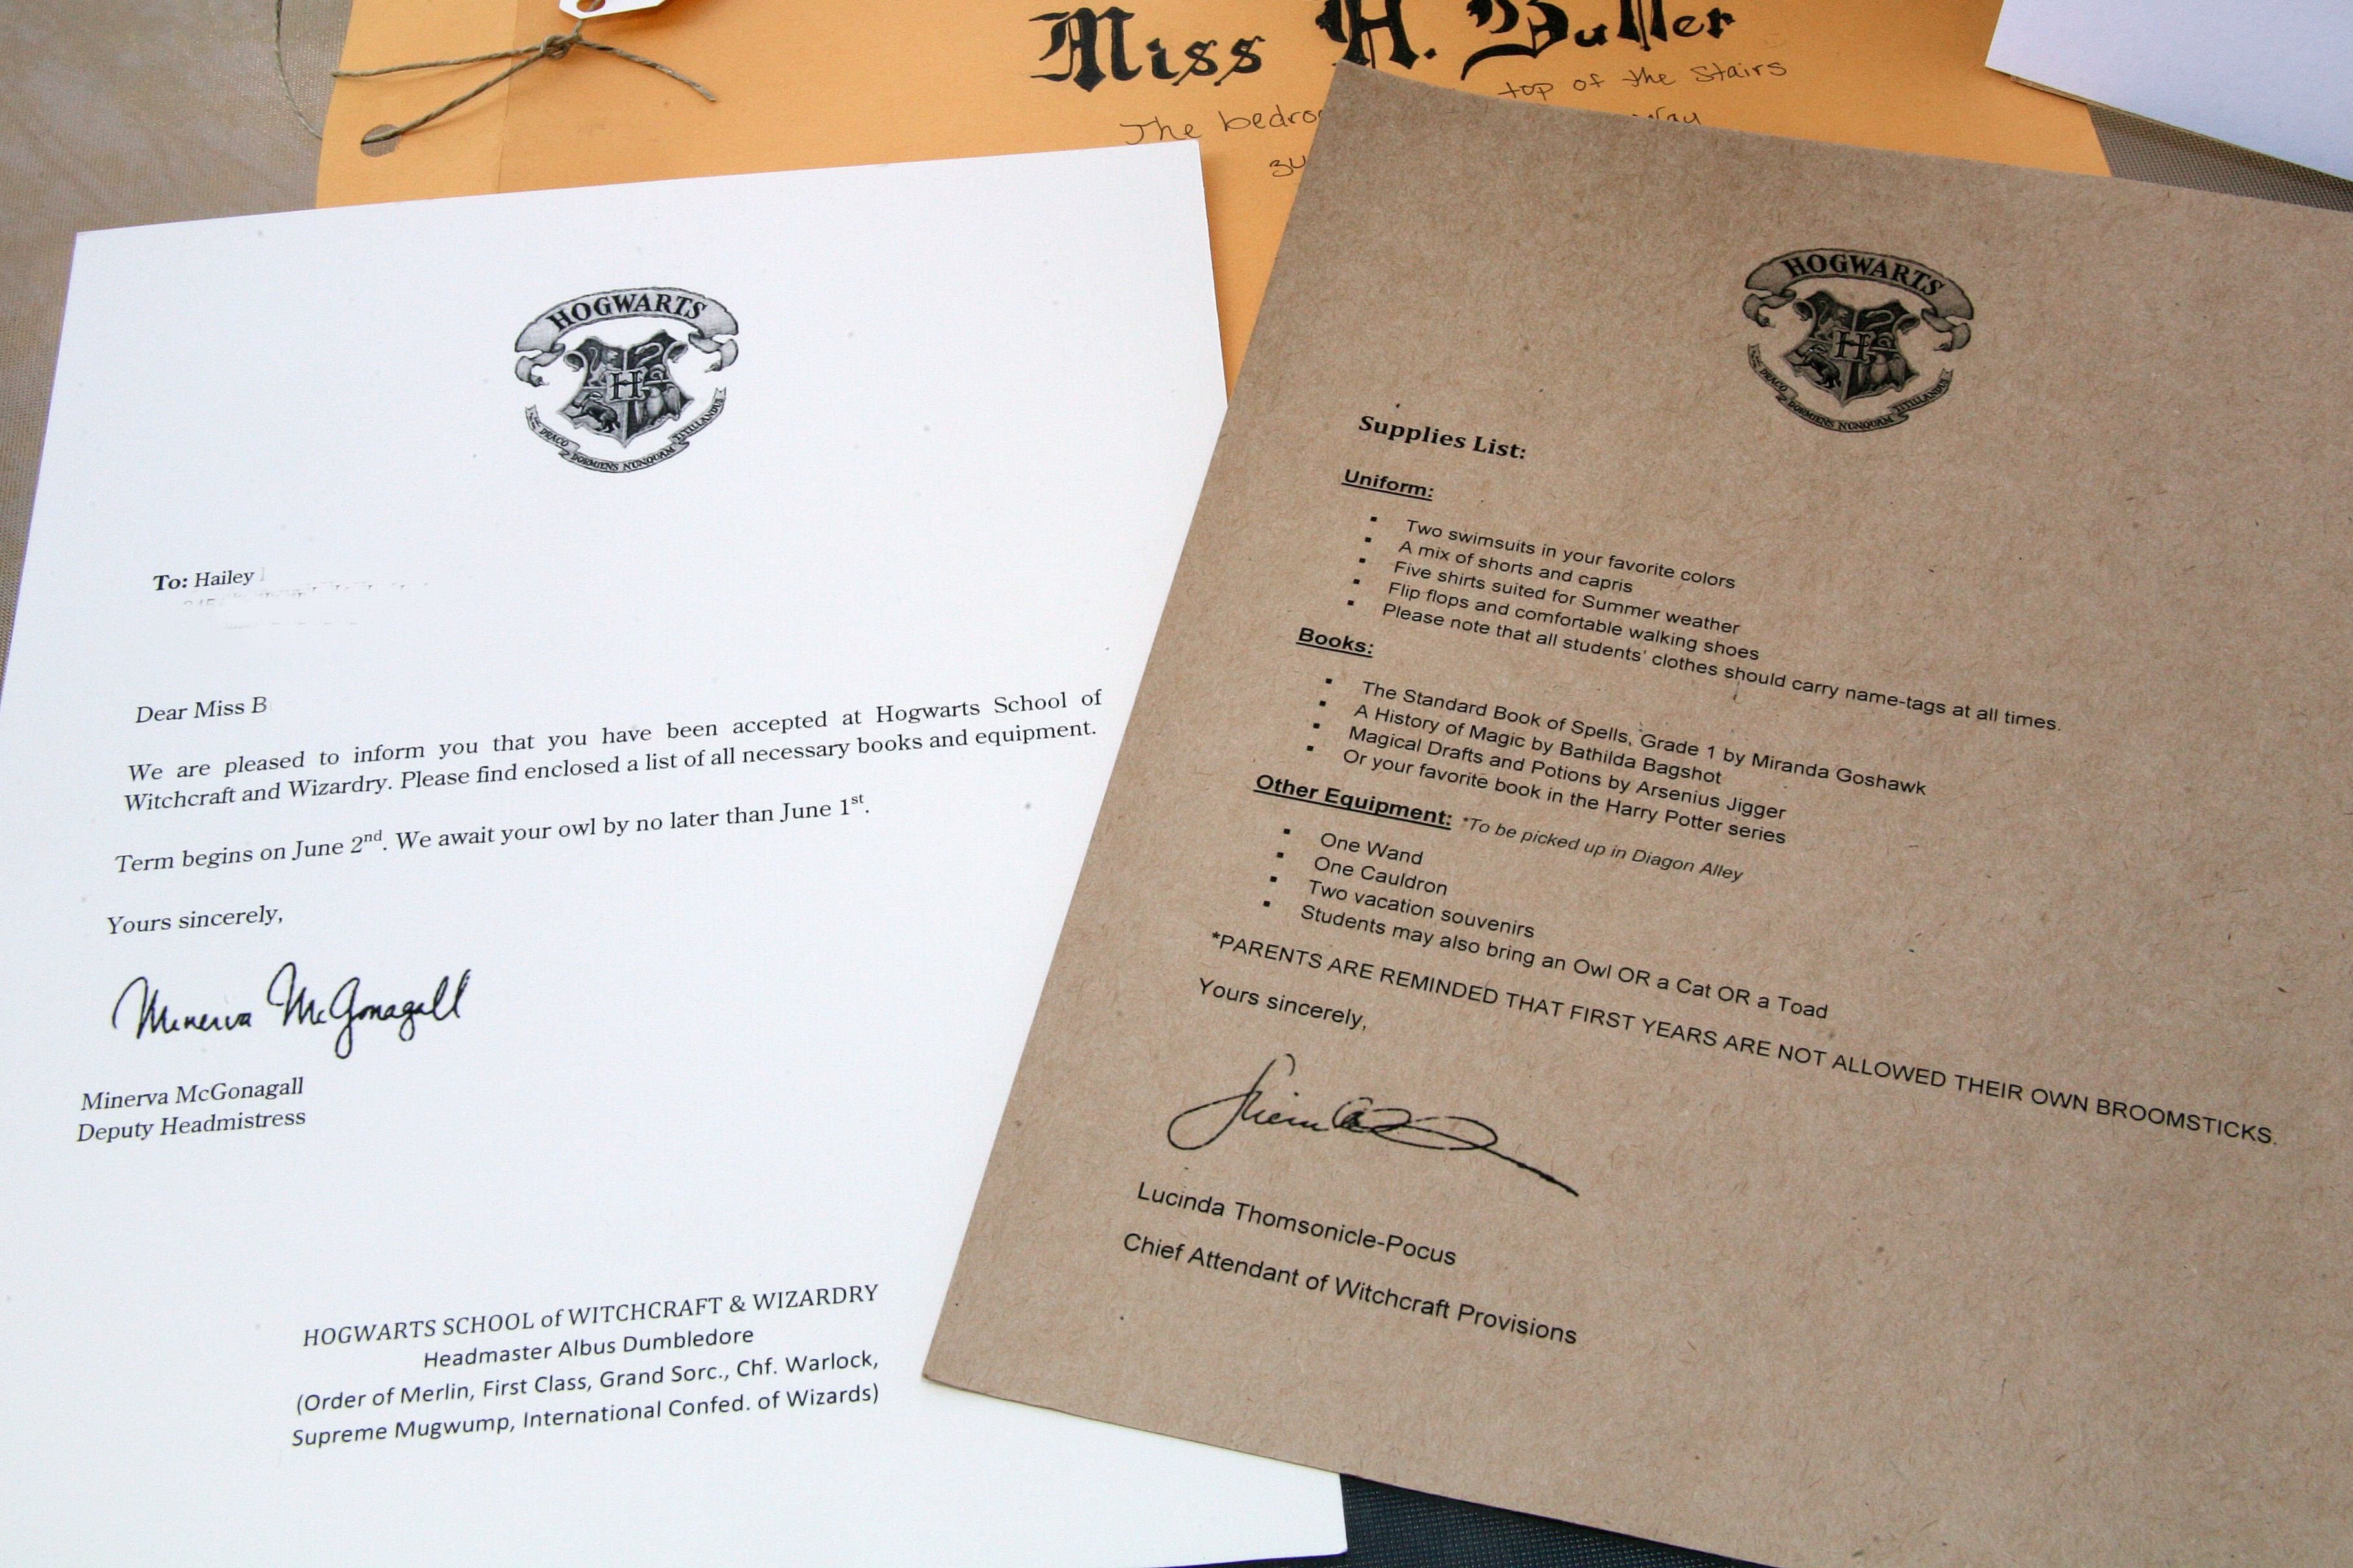 Miss H. Butler
The top of the Stairs
HOGWARTS
H
DRACO DORMIENS NUNQUAM TITILLANDUS
To: Hailey
Dear Miss B
We are pleased to inform you that you have been accepted at Hogwarts School of
Witchcraft and Wizardry. Please find enclosed a list of all necessary books and equipment.
Term begins on June 2nd. We await your owl by no later than June 1st.
Yours sincerely,
Minerva McGonagall
Minerva McGonagall
Deputy Headmistress
HOGWARTS SCHOOL of WITCHCRAFT & WIZARDRY
Headmaster Albus Dumbledore
(Order of Merlin, First Class, Grand Sorc., Chf. Warlock,
Supreme Mugwump, International Confed. of Wizards)
HOGWARTS
H
DRACO DORMIENS NUNQUAM TITILLANDUS
Supplies List:
Uniform:
▪ Two swimsuits in your favorite colors
▪ A mix of shorts and capris
▪ Five shirts suited for Summer weather
▪ Flip flops and comfortable walking shoes
▪ Please note that all students' clothes should carry name-tags at all times.
Books:
▪ The Standard Book of Spells, Grade 1 by Miranda Goshawk
▪ A History of Magic by Bathilda Bagshot
▪ Magical Drafts and Potions by Arsenius Jigger
▪ Or your favorite book in the Harry Potter series
Other Equipment: *To be picked up in Diagon Alley
▪ One Wand
▪ One Cauldron
▪ Two vacation souvenirs
▪ Students may also bring an Owl OR a Cat OR a Toad
*PARENTS ARE REMINDED THAT FIRST YEARS ARE NOT ALLOWED THEIR OWN BROOMSTICKS.
Yours sincerely,
Lucinda Thomsonicle-Pocus
Chief Attendant of Witchcraft Provisions